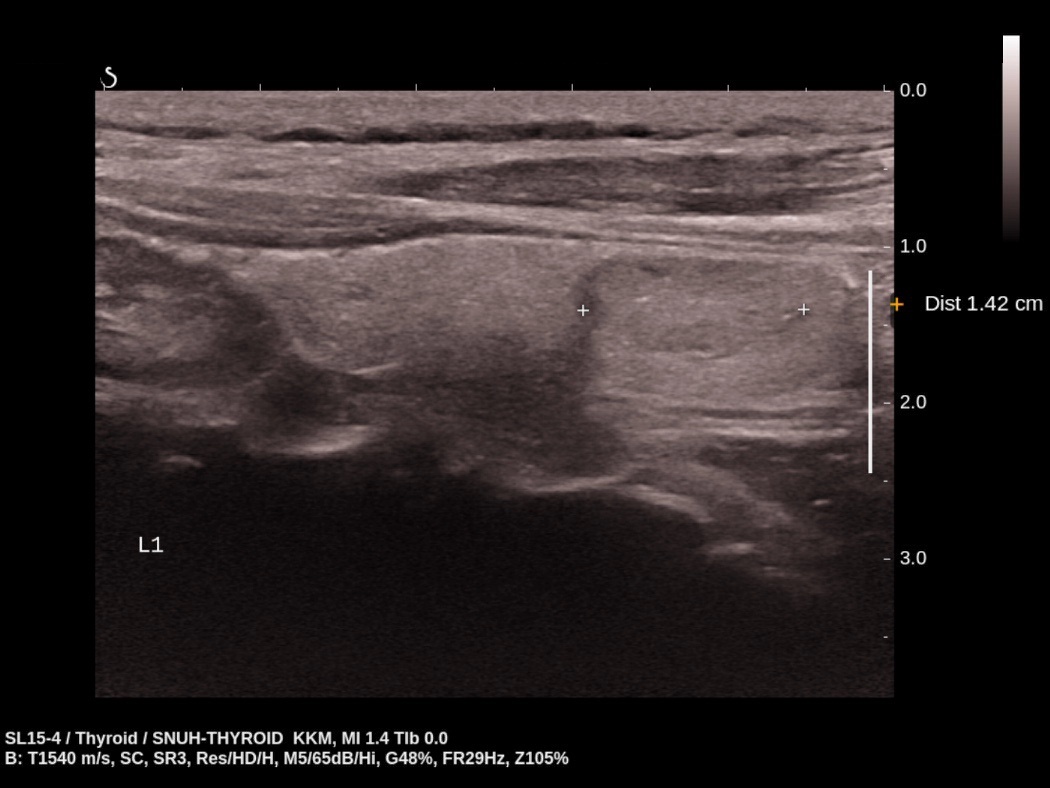 S
0.0
1.0
+ Dist 1.42 cm
2.0
L1
3.0
SL15-4 / Thyroid / SNUH-THYROID KKM, MI 1.4 TIb 0.0
B: T1540 m/s, SC, SR3, Res/HD/H, M5/65dB/Hi, G48%, FR29Hz, Z105%